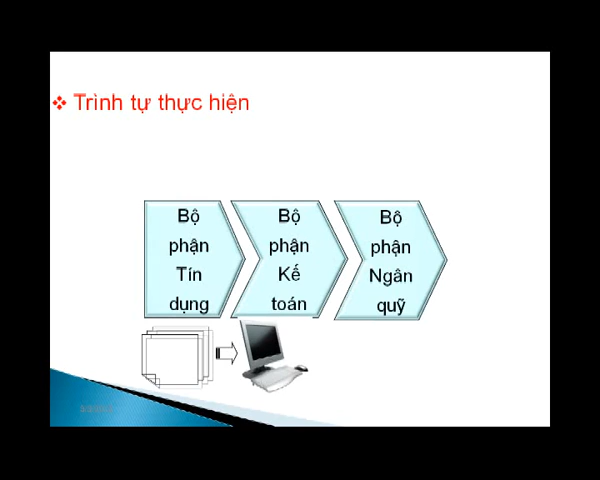 Trình tự thực hiện
Bộ
phận
Tín
dụng
Bộ
phận
Kế
toán
Bộ
phận
Ngân
quỹ